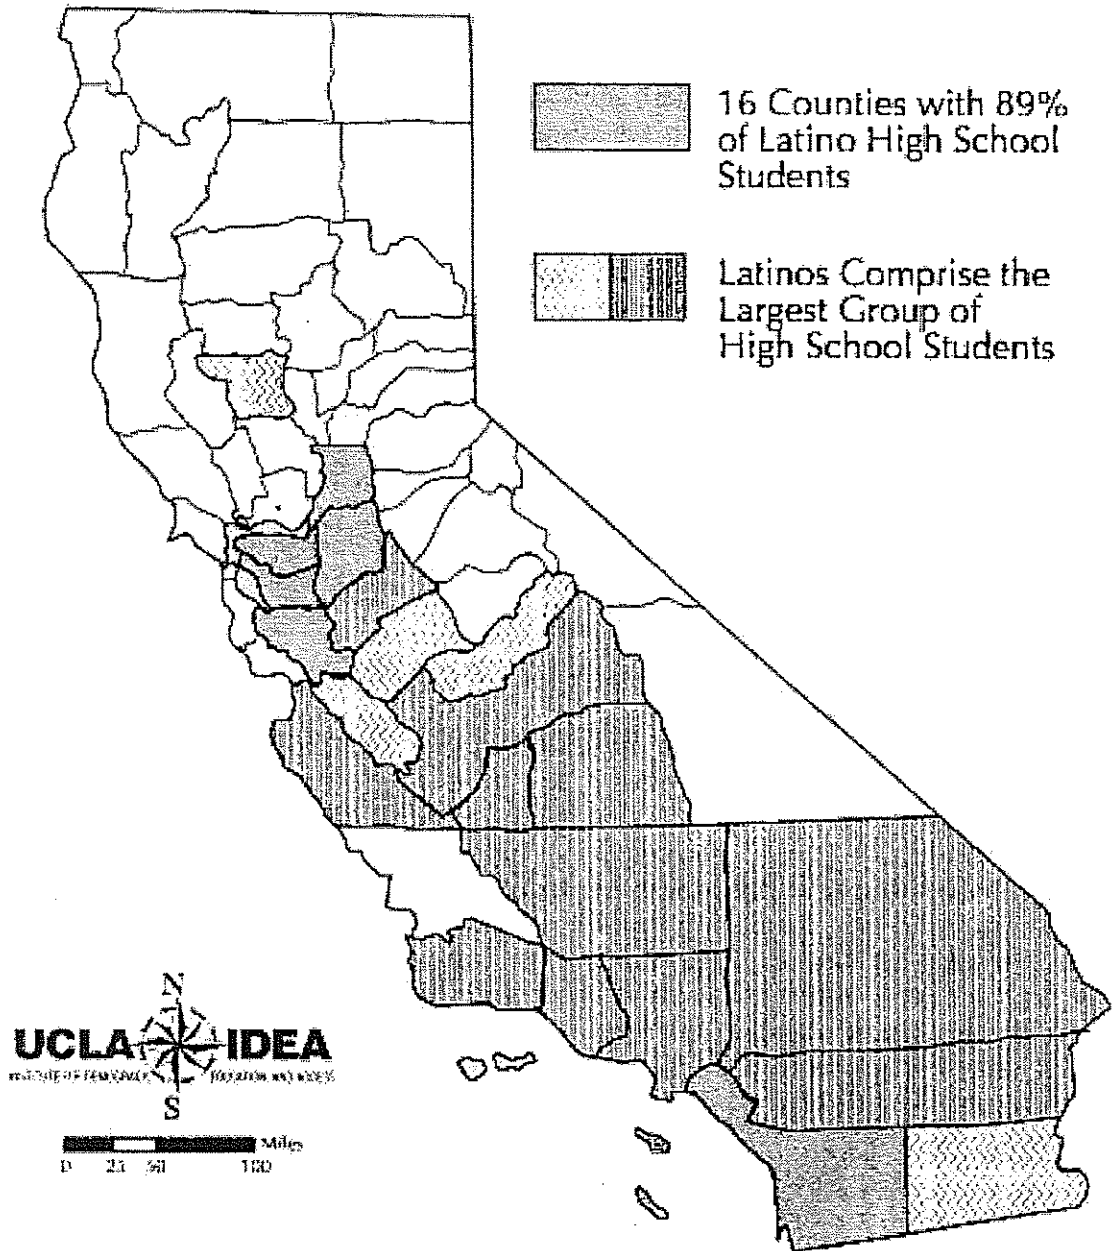 16 Counties with 89%
of Latino High School
Students
Latinos Comprise the
Largest Group of
High School Students
N
UCLA IDEA
S
Miles
0 25 50 100